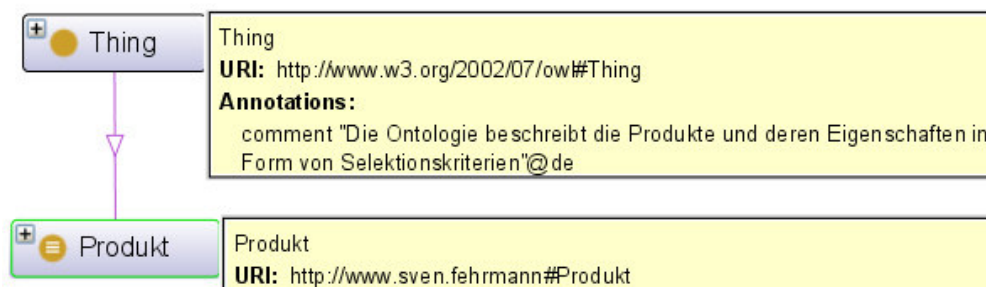 Thing
Thing
URI: http://www.w3.org/2002/07/owl#Thing
Annotations:
comment "Die Ontologie beschreibt die Produkte und deren Eigenschaften in
Form von Selektionskriterien"@de
Produkt
Produkt
URI: http://www.sven.fehrmann#Produkt